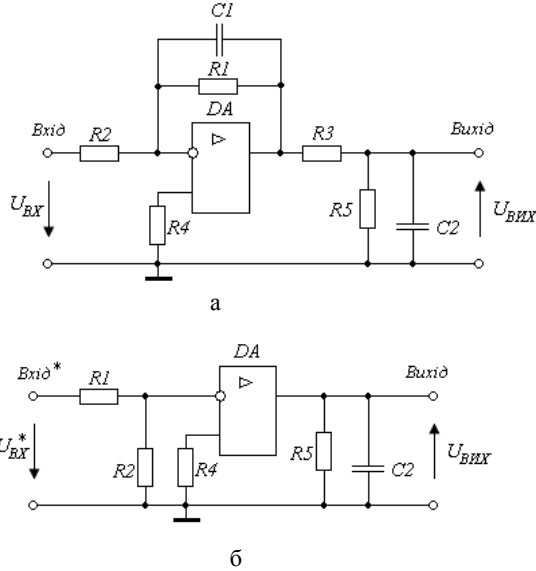 C1
R1
DA
Вхід
R2
R3
Вихід
U_ВХ
R4
R5
C2
U_ВИХ
а
DA
Вхід*
R1
Вихід
U*_ВХ
R2
R4
R5
C2
U_ВИХ
б